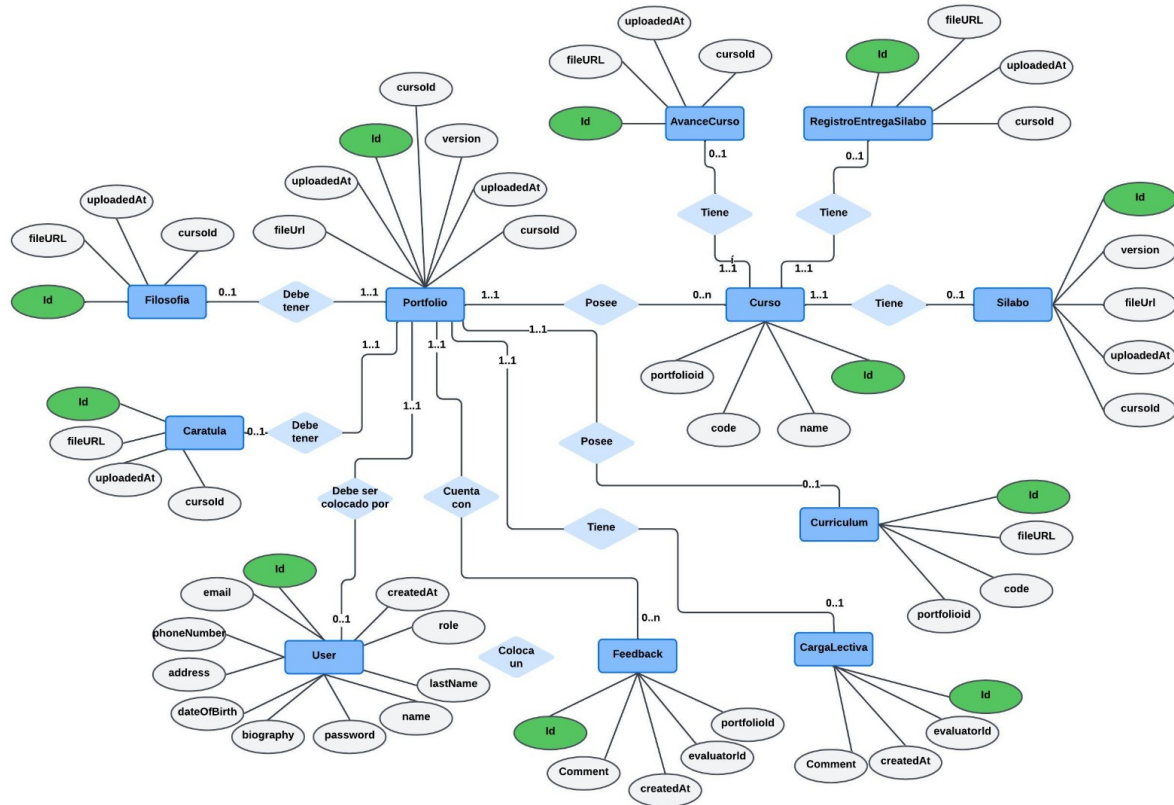 uploadedAt
fileURL
cursoId
Id
AvanceCurso
0..1
Tiene
1..1
í
fileURL
Id
uploadedAt
cursoId
RegistroEntregaSilabo
0..1
Tiene
1..1
cursoId
Id
version
uploadedAt
uploadedAt
fileUrl
cursoId
Portfolio
uploadedAt
fileURL
cursoId
Id
Filosofia
0..1
Debe
tener
1..1
1..1
Posee
0..n
Curso
1..1
Tiene
0..1
Silabo
Id
version
fileUrl
uploadedAt
cursoId
portfolioid
code
name
Id
1..1
1..1
1..1
1..1
1..1
Id
fileURL
uploadedAt
cursoId
Caratula
0..1
Debe
tener
Debe ser
colocado por
Cuenta
con
Posee
0..1
Tiene
Curriculum
Id
fileURL
code
portfolioid
Id
email
createdAt
phoneNumber
0..1
role
User
address
lastName
dateOfBirth
name
biography
password
Coloca
un
0..n
Feedback
Id
Comment
createdAt
evaluatorId
portfolioId
0..1
CargaLectiva
Id
evaluatorId
createdAt
Comment